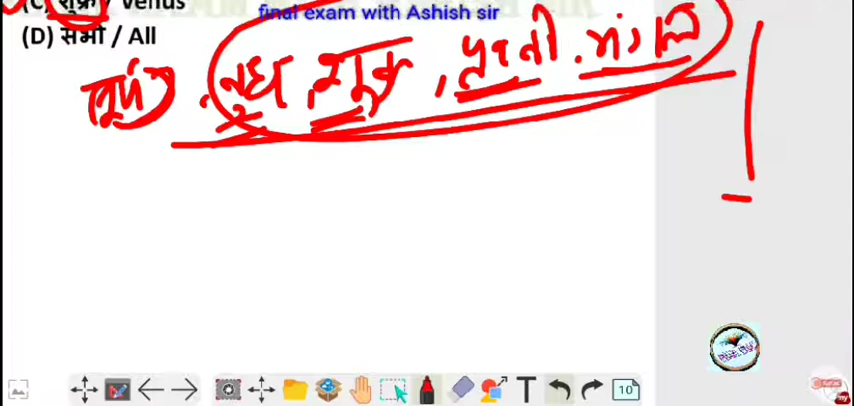 (C) शुक्र / Venus
final exam with Ashish sir
(D) सभी / All
सूर्य, बुध, शुक्र, पृथ्वी, मंगल
10